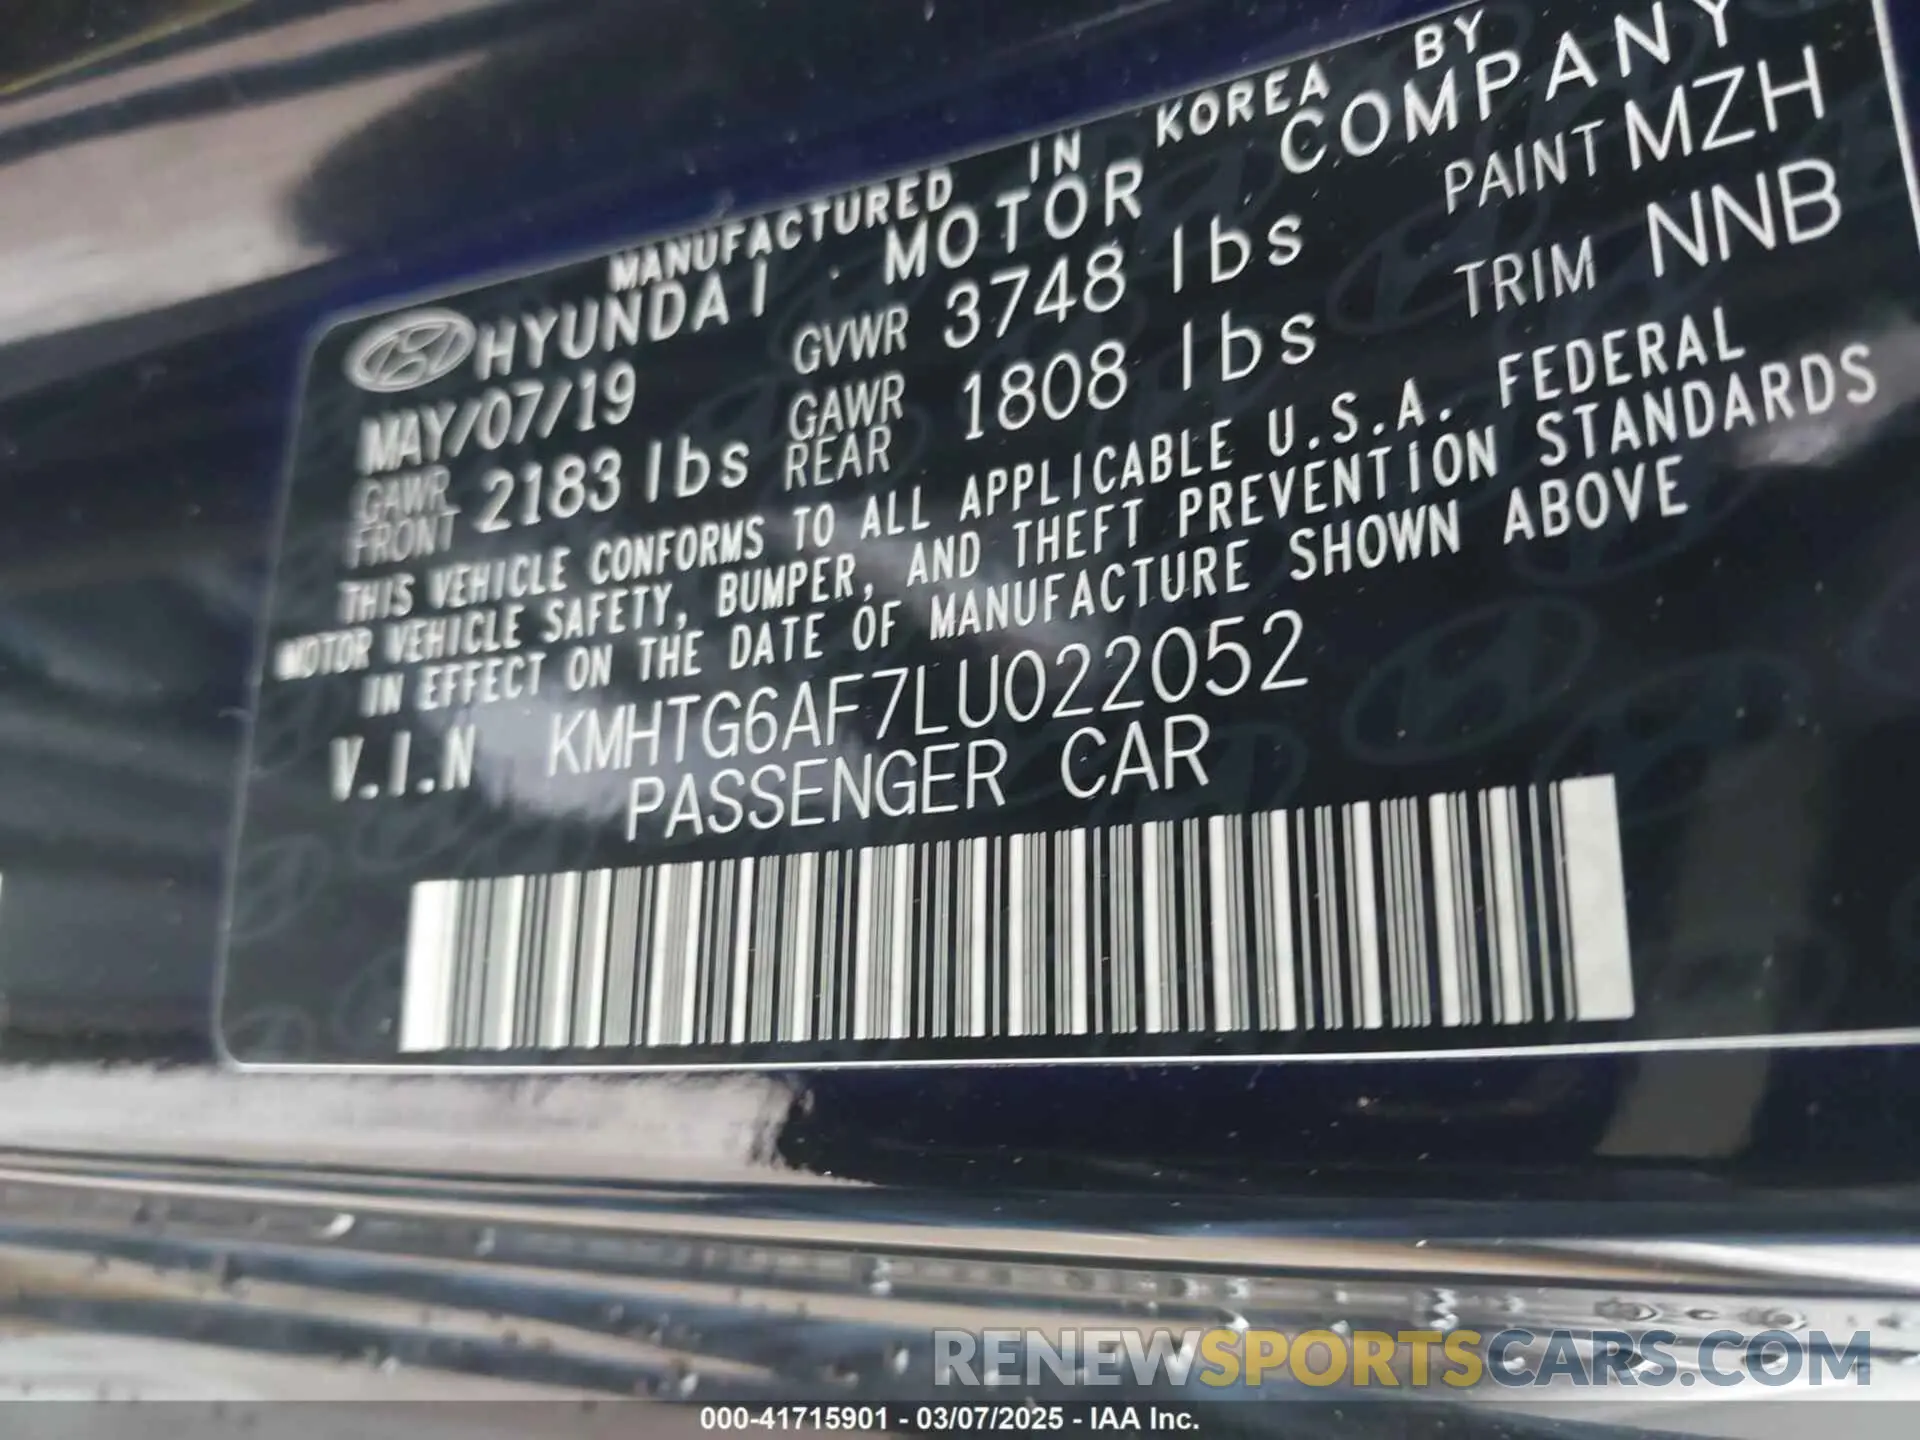 MANUFACTURED IN KOREA BY
HYUNDAI MOTOR COMPANY
MAY/07/19 GVWR 3748 lbs PAINT MZH
GAWR FRONT 2183 lbs GAWR REAR 1808 lbs TRIM NNB
THIS VEHICLE CONFORMS TO ALL APPLICABLE U.S.A. FEDERAL
MOTOR VEHICLE SAFETY, BUMPER, AND THEFT PREVENTION STANDARDS
IN EFFECT ON THE DATE OF MANUFACTURE SHOWN ABOVE
V.I.N KMHTG6AF7LU022052
PASSENGER CAR
RENEWSPORTSCARS.COM
000-41715901 - 03/07/2025 - IAA Inc.